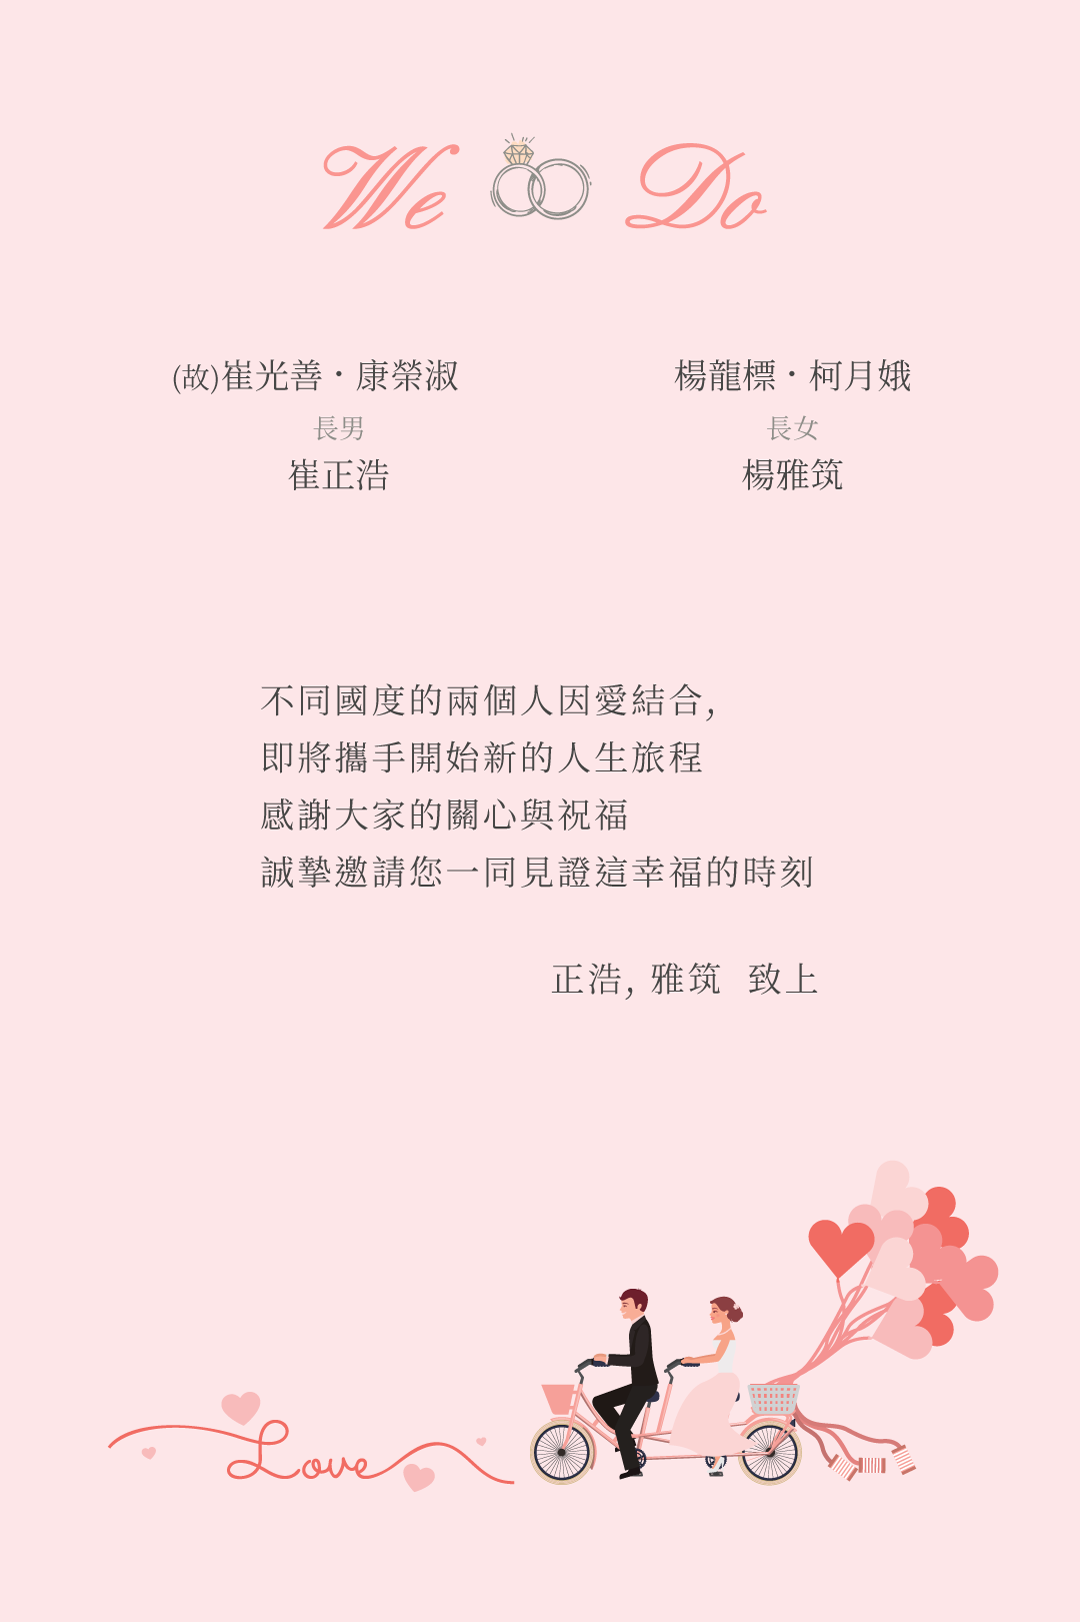 We Do
(故)崔光善·康榮淑
長男
崔正浩
楊龍標·柯月娥
長女
楊雅筑
不同國度的兩個人因愛結合,
即將攜手開始新的人生旅程
感謝大家的關心與祝福
誠摯邀請您一同見證這幸福的時刻
正浩, 雅筑 致上
Love